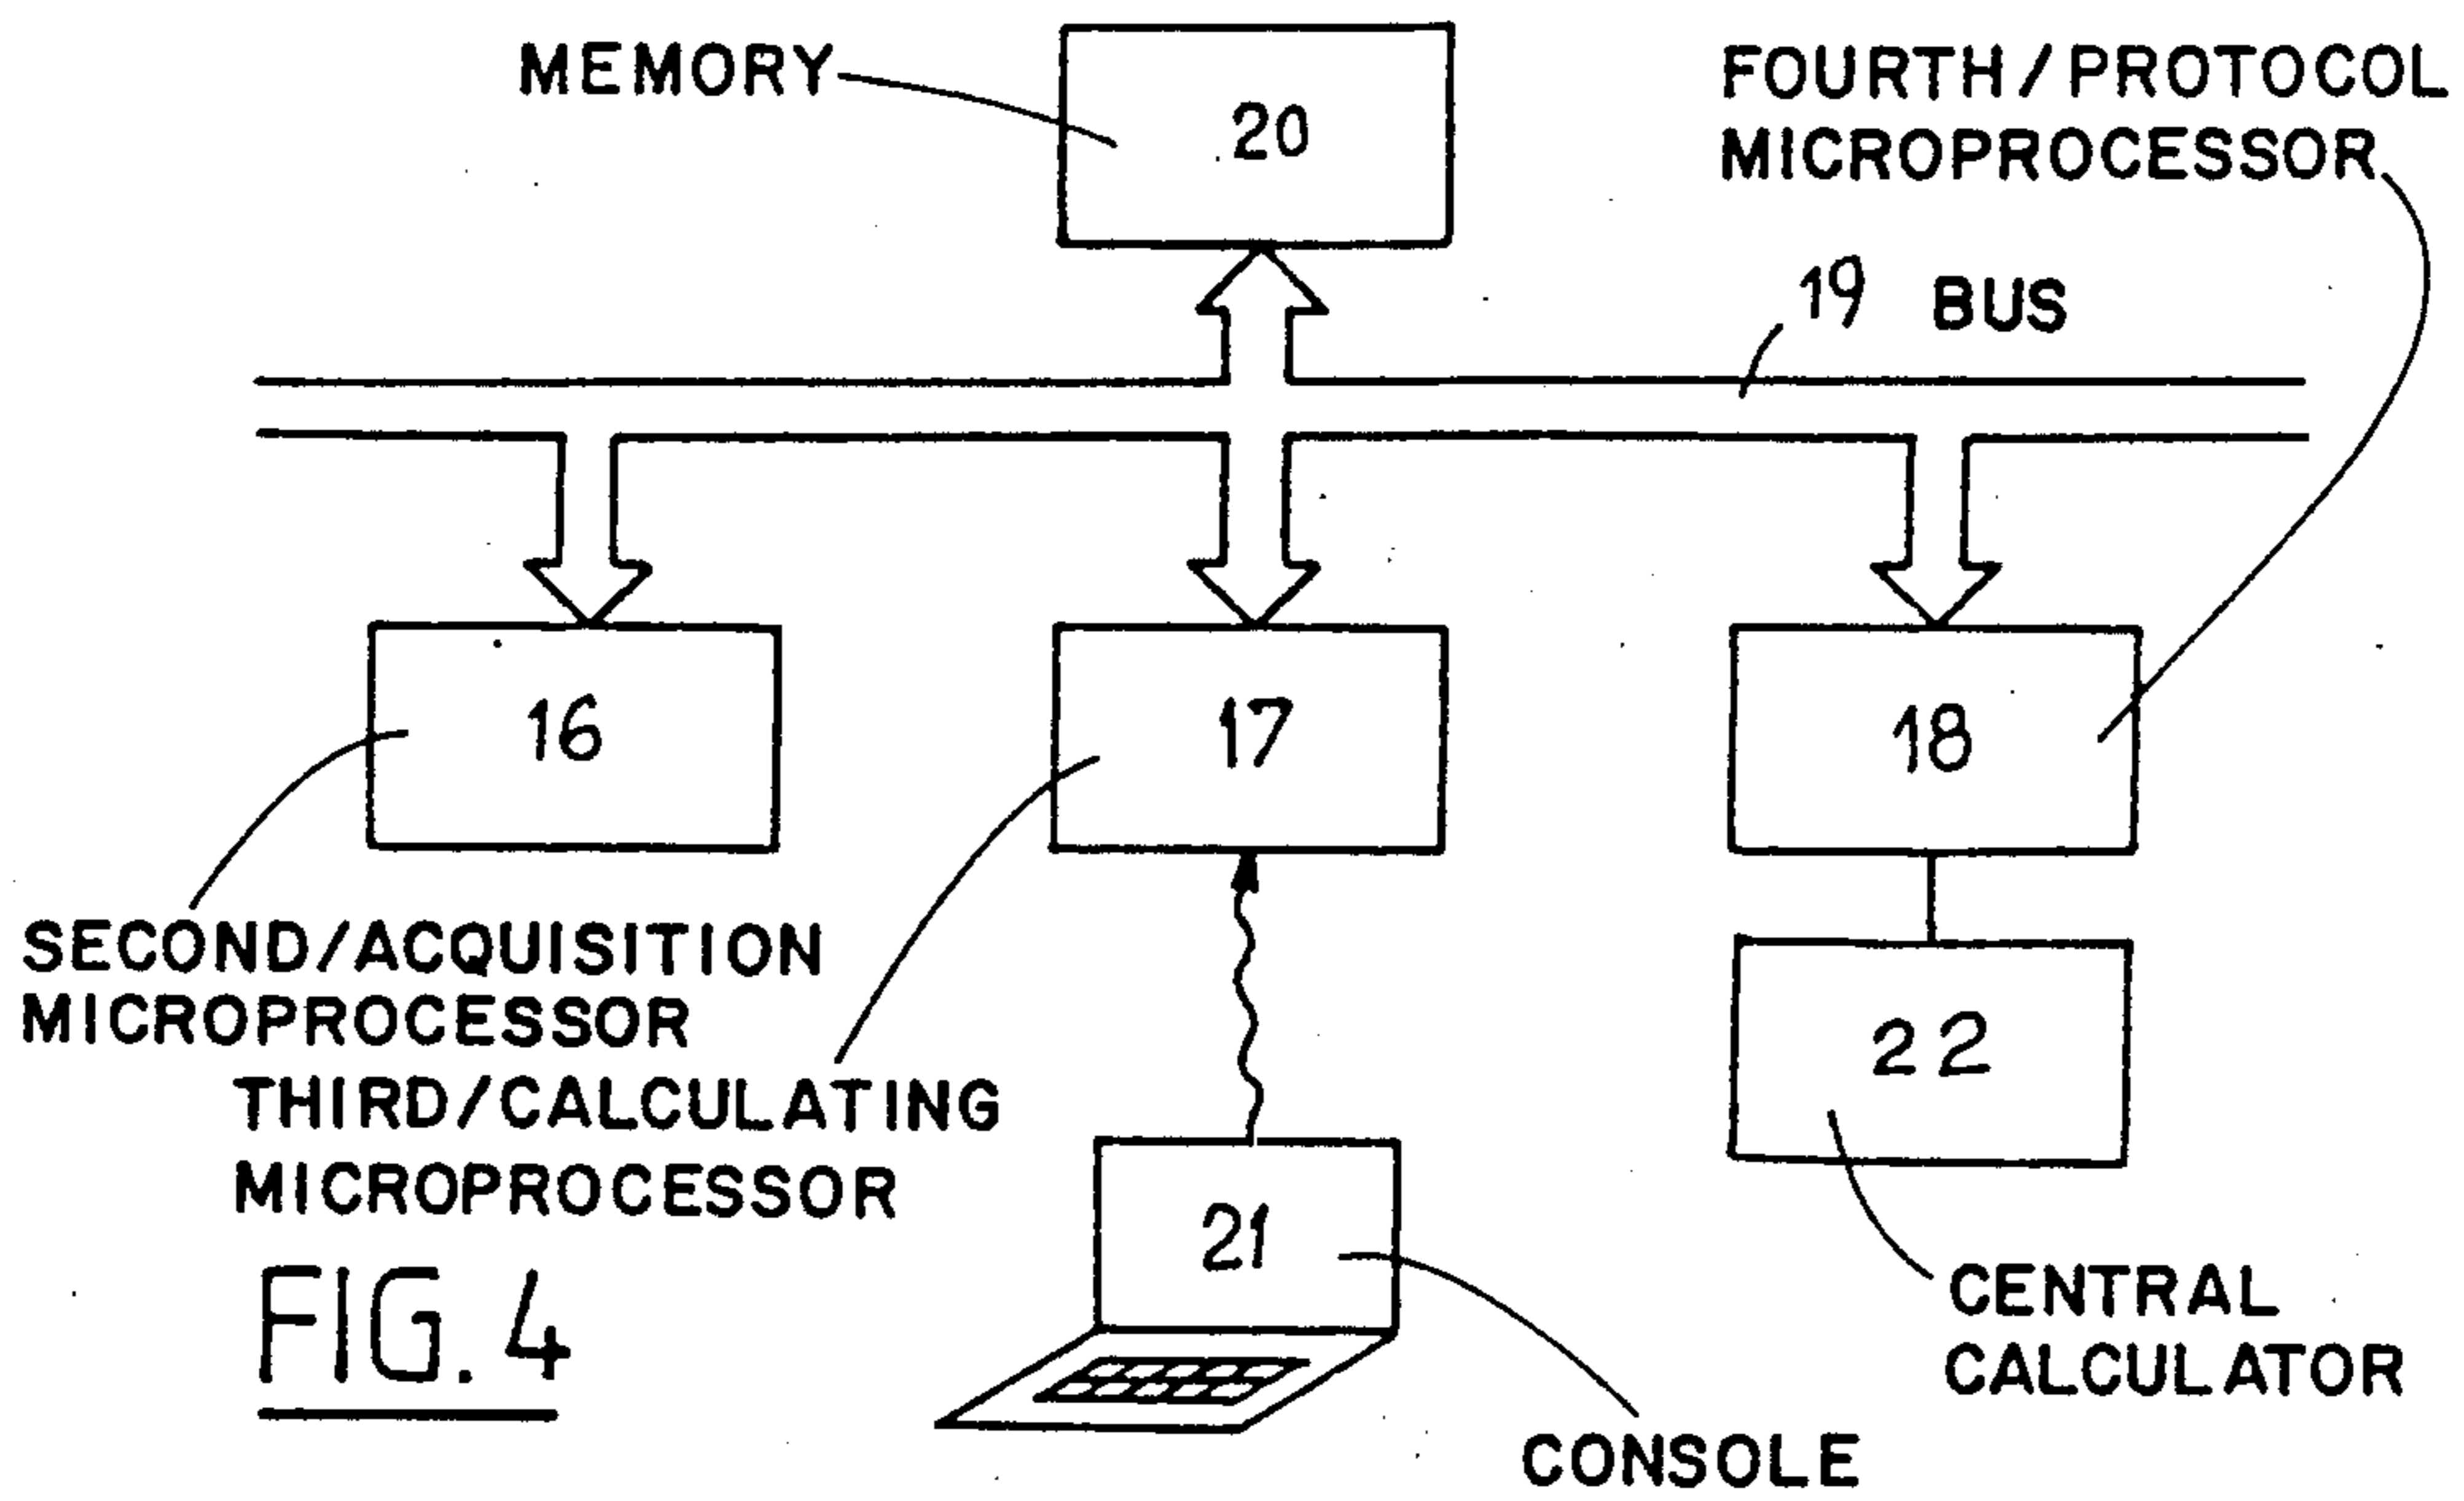 MEMORY
20
FOURTH/PROTOCOL
MICROPROCESSOR
19 BUS
16
17
18
SECOND/ACQUISITION
MICROPROCESSOR
22
THIRD/CALCULATING
MICROPROCESSOR
21
CENTRAL
CALCULATOR
FIG. 4
CONSOLE